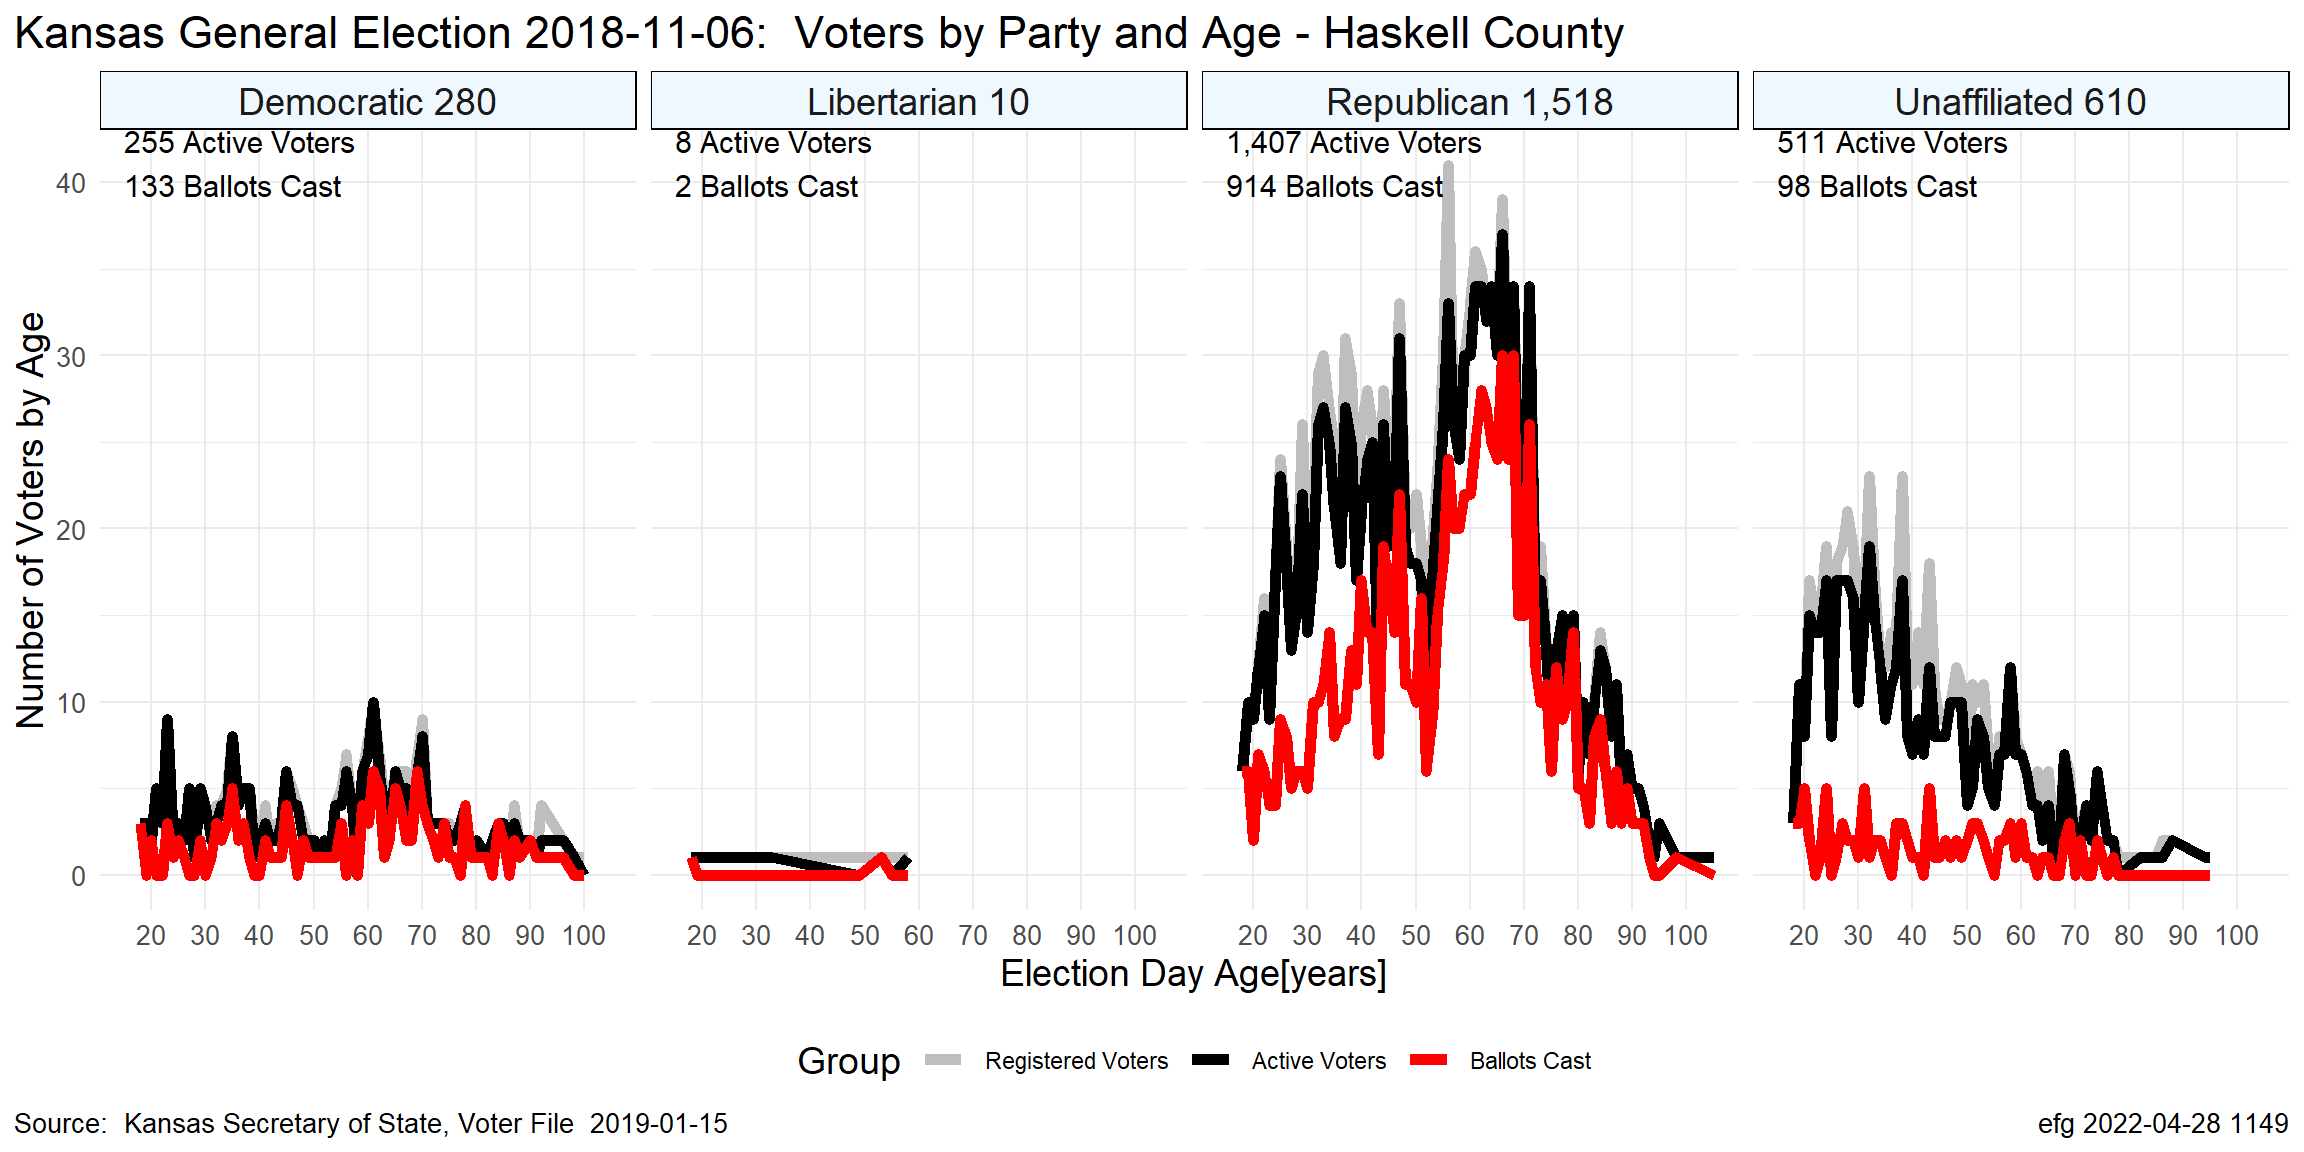 Kansas General Election 2018-11-06:  Voters by Party and Age - Haskell County
Democratic 280
Libertarian 10
Republican 1,518
Unaffiliated 610
255 Active Voters
133 Ballots Cast
8 Active Voters
2 Ballots Cast
1,407 Active Voters
914 Ballots Cast
511 Active Voters
98 Ballots Cast
Number of Voters by Age
40
30
20
10
0
20 30 40 50 60 70 80 90 100
20 30 40 50 60 70 80 90 100
20 30 40 50 60 70 80 90 100
20 30 40 50 60 70 80 90 100
Election Day Age[years]
Group Registered Voters Active Voters Ballots Cast
Source:  Kansas Secretary of State, Voter File  2019-01-15
efg 2022-04-28 1149